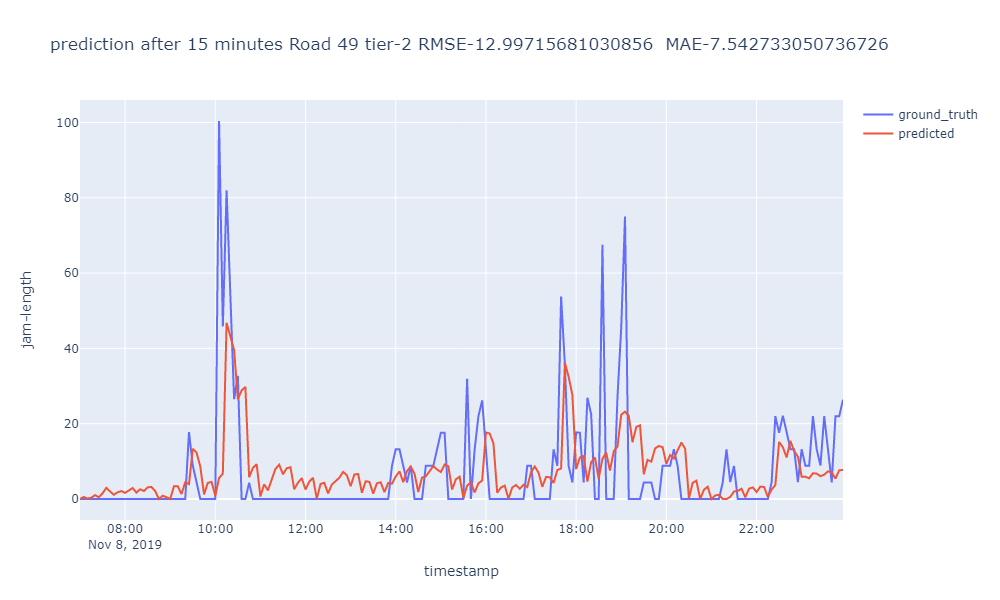 prediction after 15 minutes Road 49 tier-2 RMSE-12.99715681030856  MAE-7.542733050736726
ground_truth
predicted
100
80
60
40
20
0
jam-length
08:00 10:00 12:00 14:00 16:00 18:00 20:00 22:00
Nov 8, 2019
timestamp